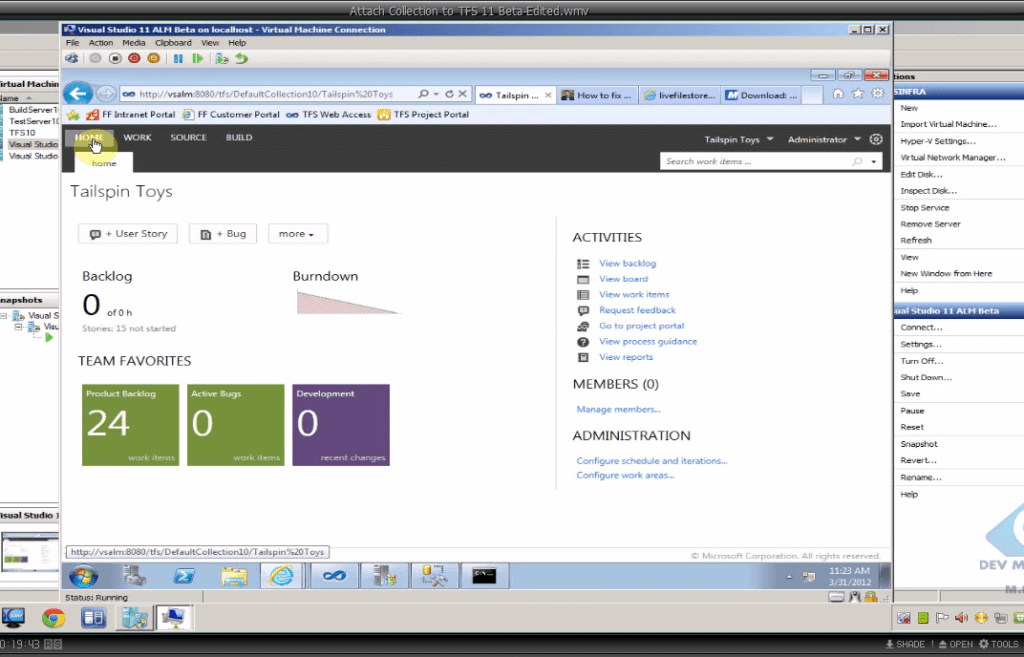 Attach Collection to TFS 11 Beta-Edited.wmv
Visual Studio 11 ALM Beta on localhost - Virtual Machine Connection
File Action Media Clipboard View Help
Virtual Machin
Name
BuildServer1
TestServer10
TFS10
Visual Studio
Visual Studio
http://vsalm:8080/tfs/DefaultCollection10/Tailspin%20Toys
Tailspin ...
How to fix ...
livefilestore...
Download: ...
FF Intranet Portal FF Customer Portal TFS Web Access TFS Project Portal
HOME WORK SOURCE BUILD
Tailspin Toys Administrator
home
Search work items ...
Tailspin Toys
+ User Story + Bug more
Backlog
0 of 0 h
Stories: 15 not started
Burndown
TEAM FAVORITES
Product Backlog
24
work items
Active Bugs
0
work items
Development
0
recent changes
ACTIVITIES
View backlog
View board
View work items
Request feedback
Go to project portal
View process guidance
View reports
MEMBERS (0)
Manage members...
ADMINISTRATION
Configure schedule and iterations...
Configure work areas...
http://vsalm:8080/tfs/DefaultCollection10/Tailspin%20Toys
© Microsoft Corporation. All rights reserved.
11:23 AM
3/31/2012
Status: Running
napshots
Visual S
Visu
isual Studio 1
tions
SINFRA
New
Import Virtual Machine...
Hyper-V Settings...
Virtual Network Manager...
Edit Disk...
Inspect Disk...
Stop Service
Remove Server
Refresh
View
New Window from Here
Help
ual Studio 11 ALM Beta
Connect...
Settings...
Turn Off...
Shut Down...
Save
Pause
Reset
Snapshot
Revert...
Rename...
Help
DEV M
M.
0:19:43
SHADE OPEN TOOLS